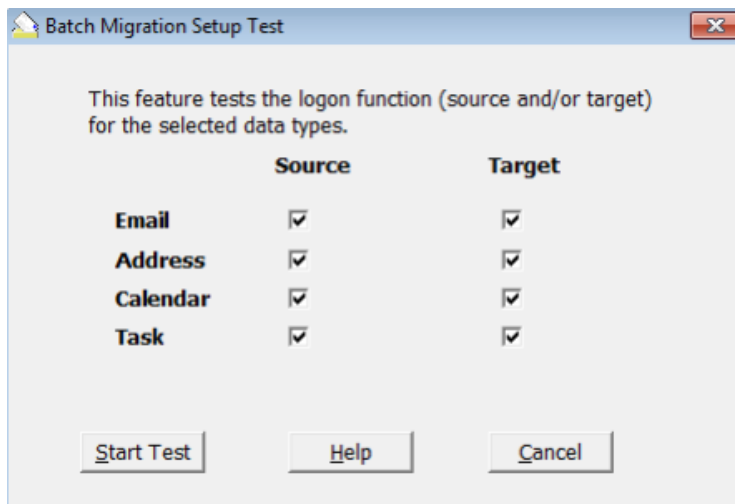 Batch Migration Setup Test
This feature tests the logon function (source and/or target)
for the selected data types.
Source Target
Email
Address
Calendar
Task
Start Test Help Cancel